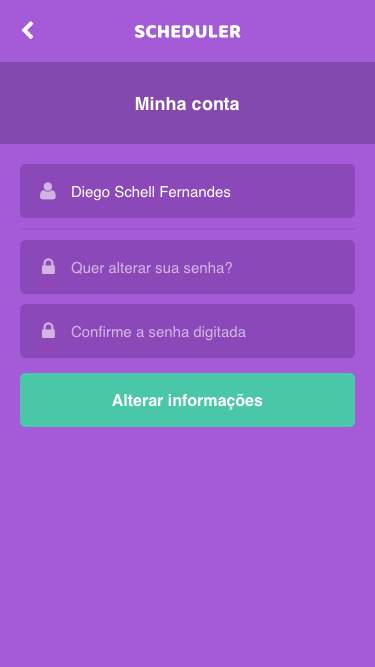 SCHEDULER
Minha conta
Diego Schell Fernandes
Quer alterar sua senha?
Confirme a senha digitada
Alterar informações